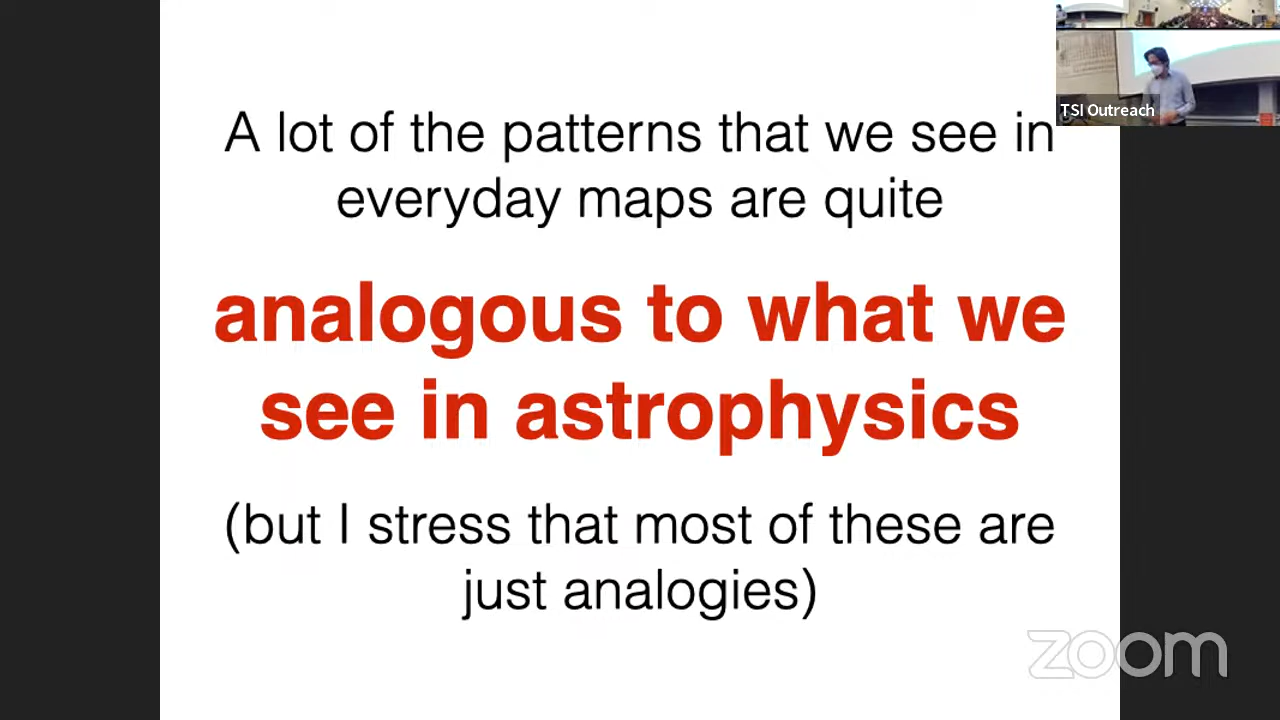 A lot of the patterns that we see in
everyday maps are quite
analogous to what we
see in astrophysics
(but I stress that most of these are
just analogies)
TSI Outreach
zoom